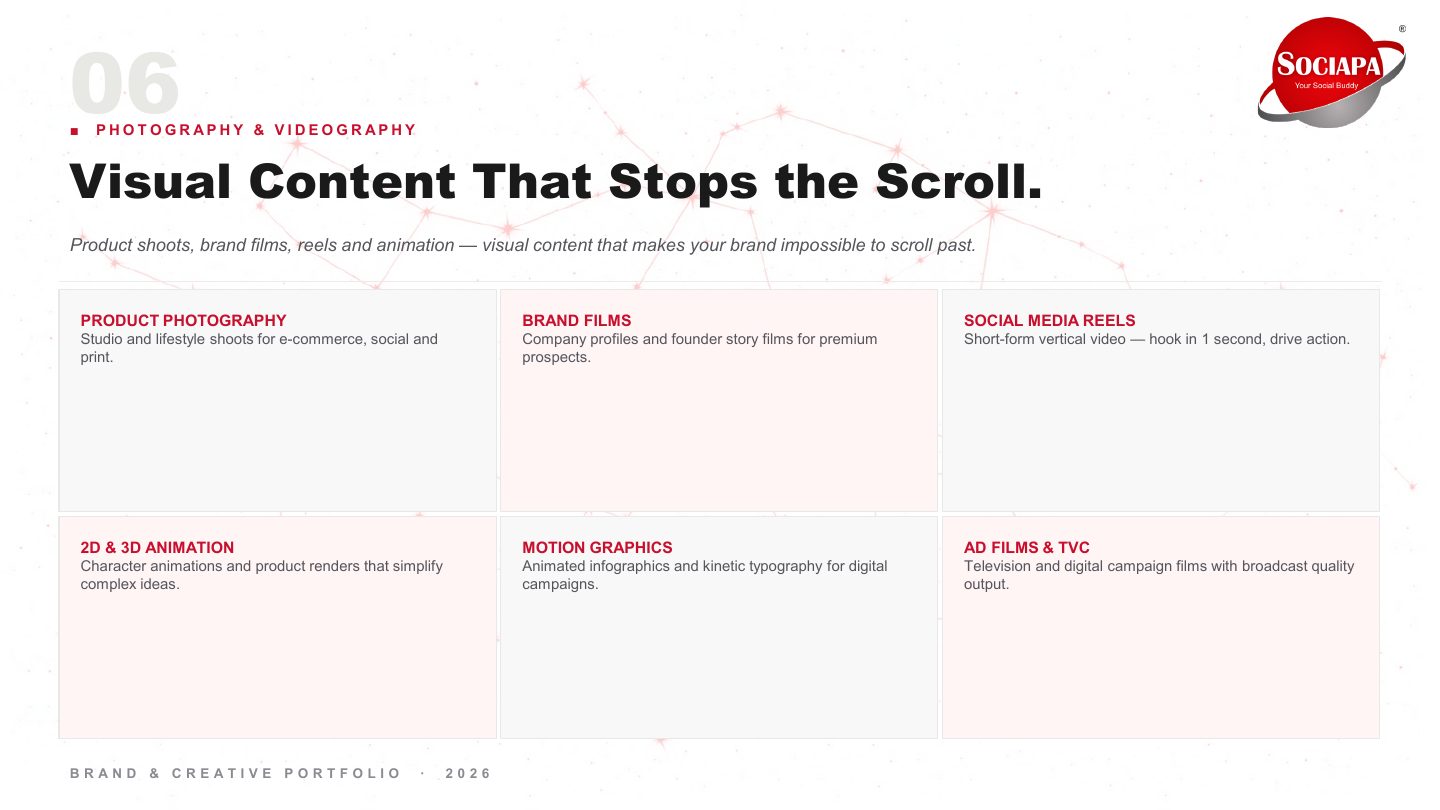 06
SOCIAPA
®
Your Social Buddy
■ PHOTOGRAPHY & VIDEOGRAPHY
Visual Content That Stops the Scroll.
Product shoots, brand films, reels and animation — visual content that makes your brand impossible to scroll past.
PRODUCT PHOTOGRAPHY
Studio and lifestyle shoots for e-commerce, social and
print.
BRAND FILMS
Company profiles and founder story films for premium
prospects.
SOCIAL MEDIA REELS
Short-form vertical video — hook in 1 second, drive action.
2D & 3D ANIMATION
Character animations and product renders that simplify
complex ideas.
MOTION GRAPHICS
Animated infographics and kinetic typography for digital
campaigns.
AD FILMS & TVC
Television and digital campaign films with broadcast quality
output.
BRAND & CREATIVE PORTFOLIO · 2026